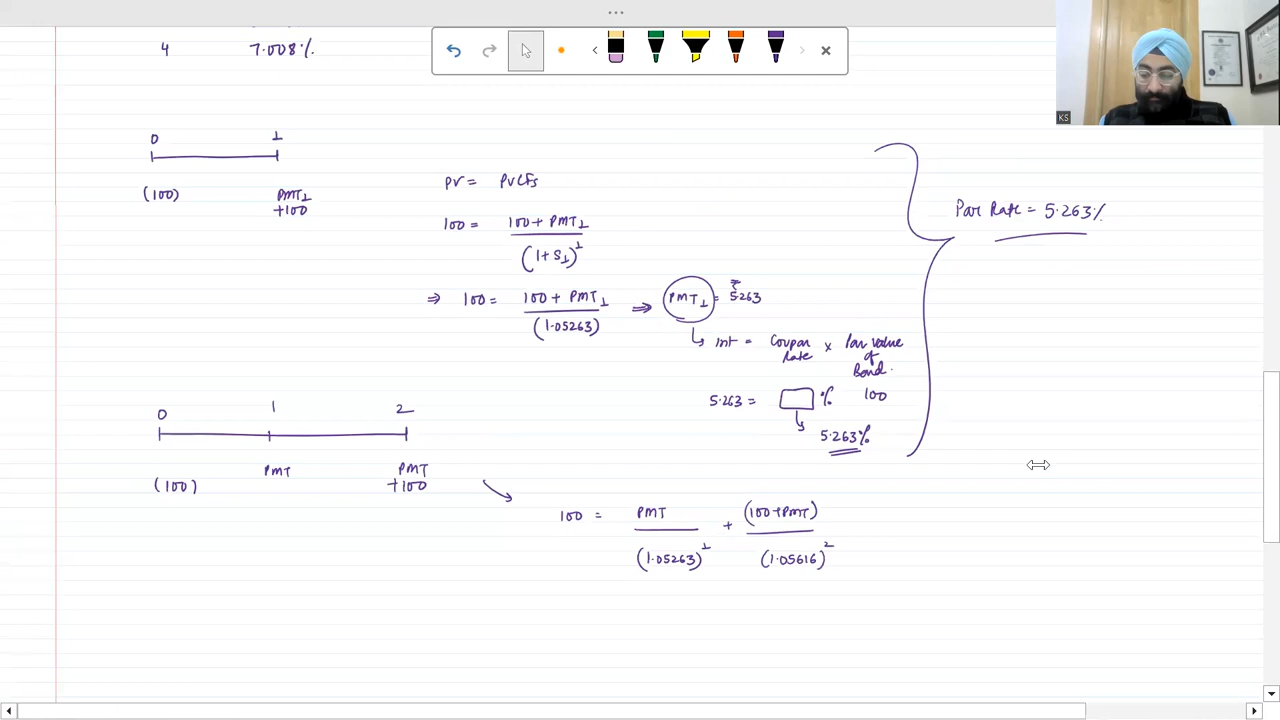 4 7.008%
0 1
(100) PMT₁
+100
PV = PVCFs
100 = 100 + PMT₁
(1+S₁)¹
⇒ 100 = 100 + PMT₁
(1.05263)
⇒ PMT₁ = ₹5.263
↳ int = Coupon Rate × Par Value of Bond.
5.263 = % 100
5.263%
Par Rate = 5.263%
0 1 2
(100) PMT PMT
+100
100 = PMT + (100+PMT)
(1.05263)¹ (1.05616)²
KS